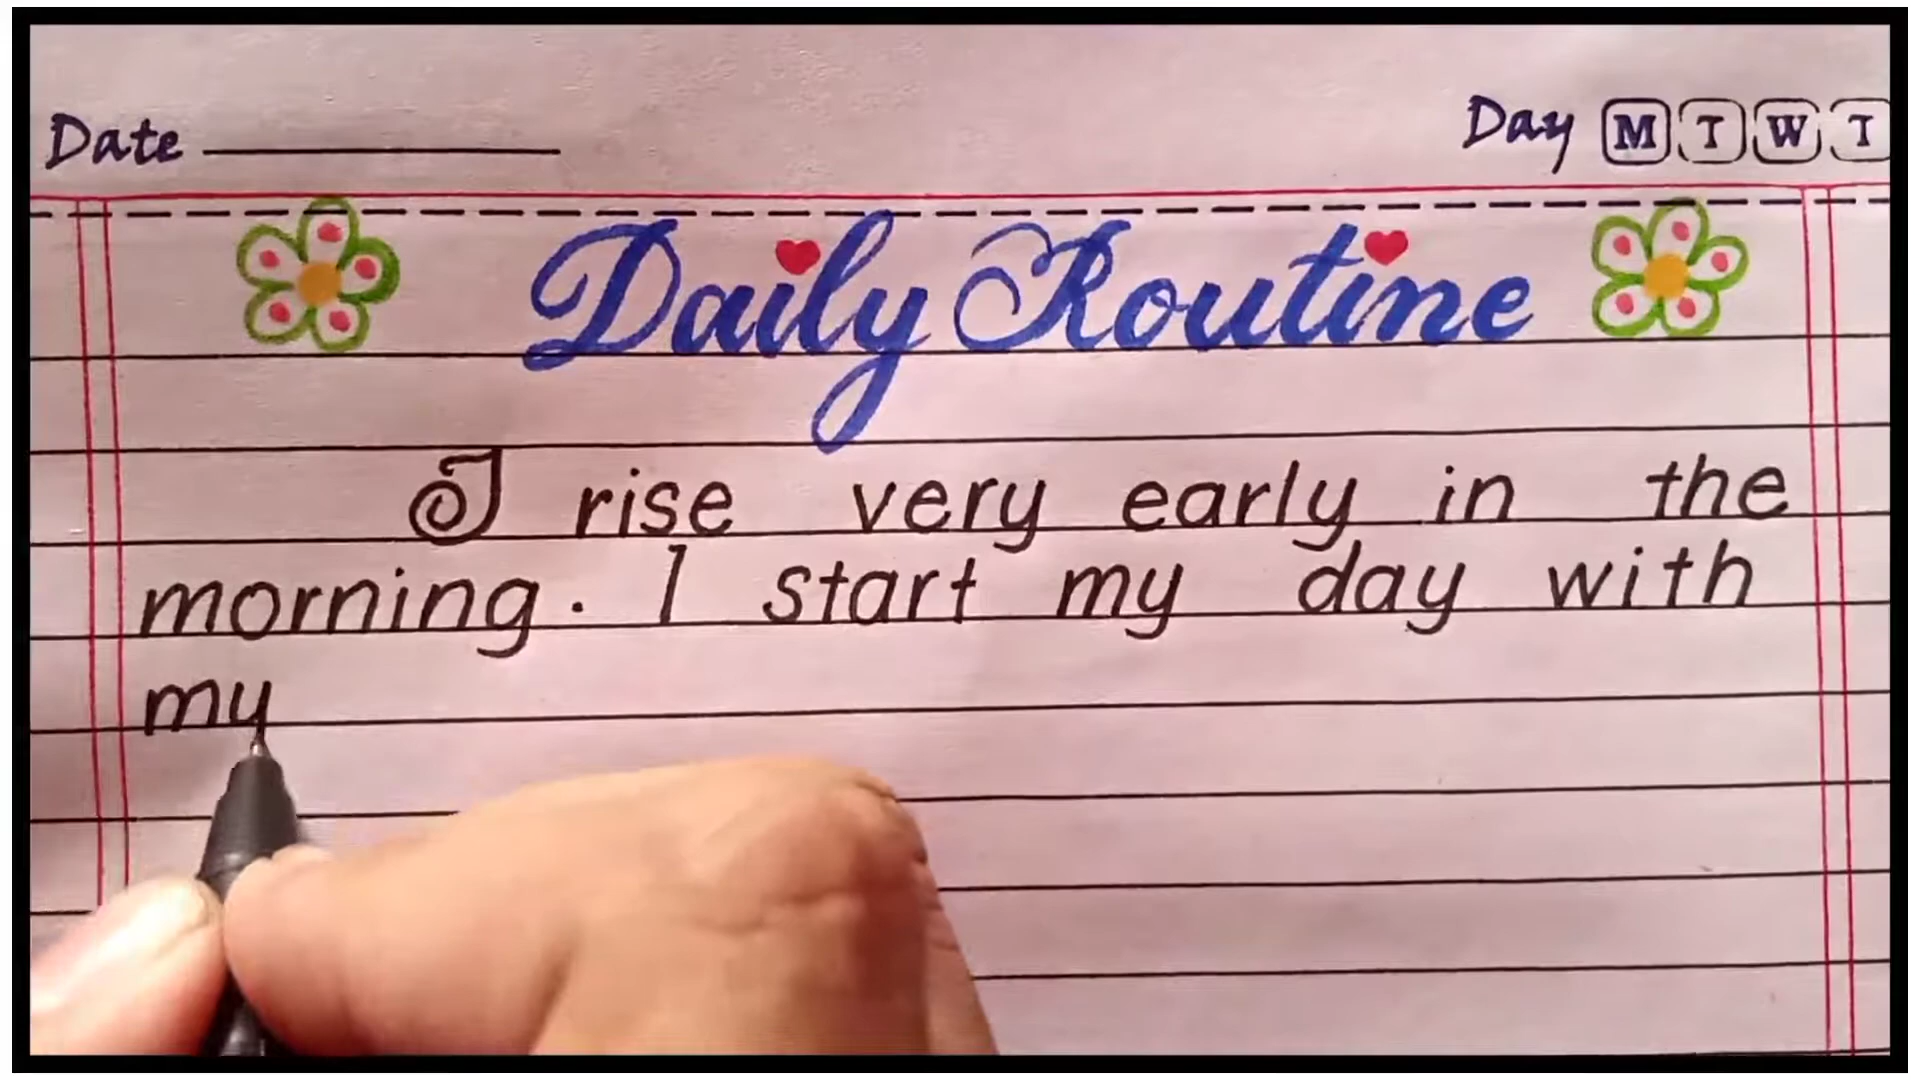 Date Day M T W T
Daily Routine
I rise very early in the
morning. I start my day with
my